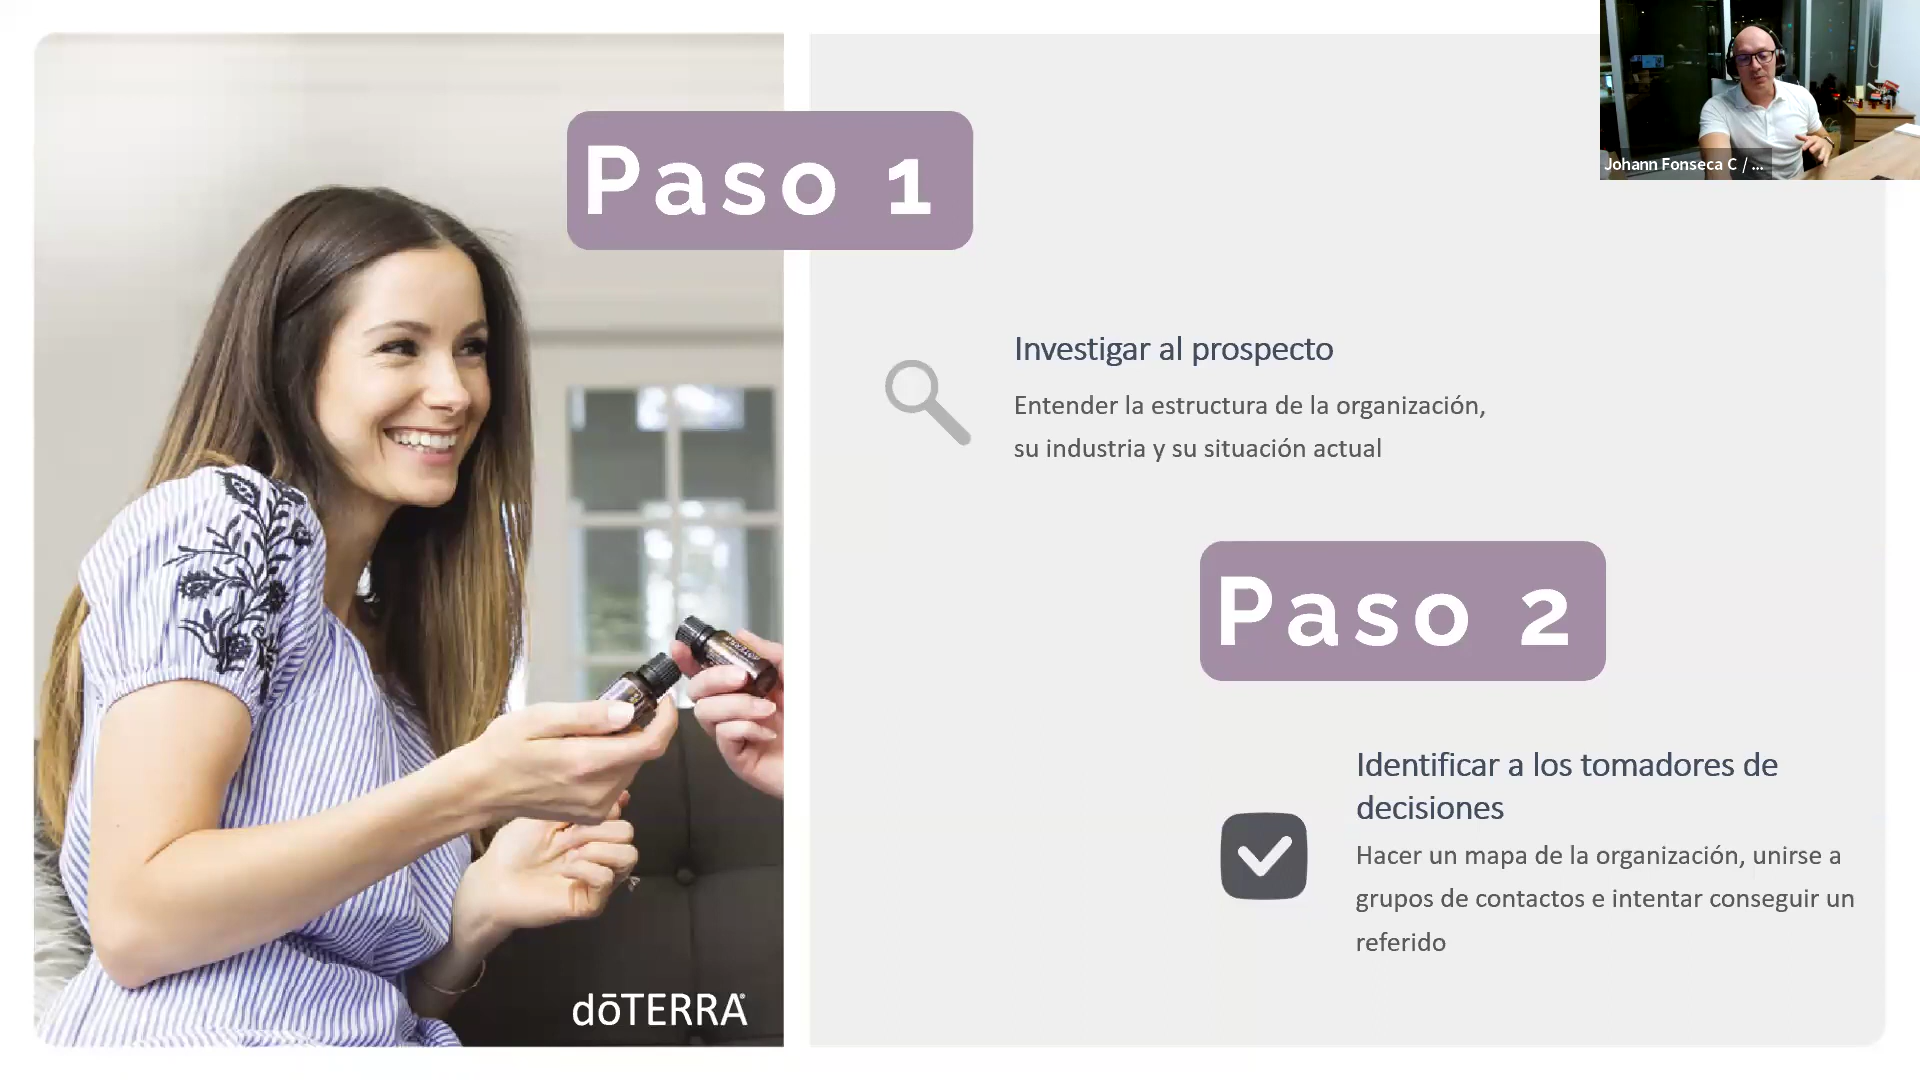 Paso 1
Johann Fonseca C / ...
Investigar al prospecto
Entender la estructura de la organización,
su industria y su situación actual
Paso 2
Identificar a los tomadores de
decisiones
Hacer un mapa de la organización, unirse a
grupos de contactos e intentar conseguir un
referido
dōTERRA®